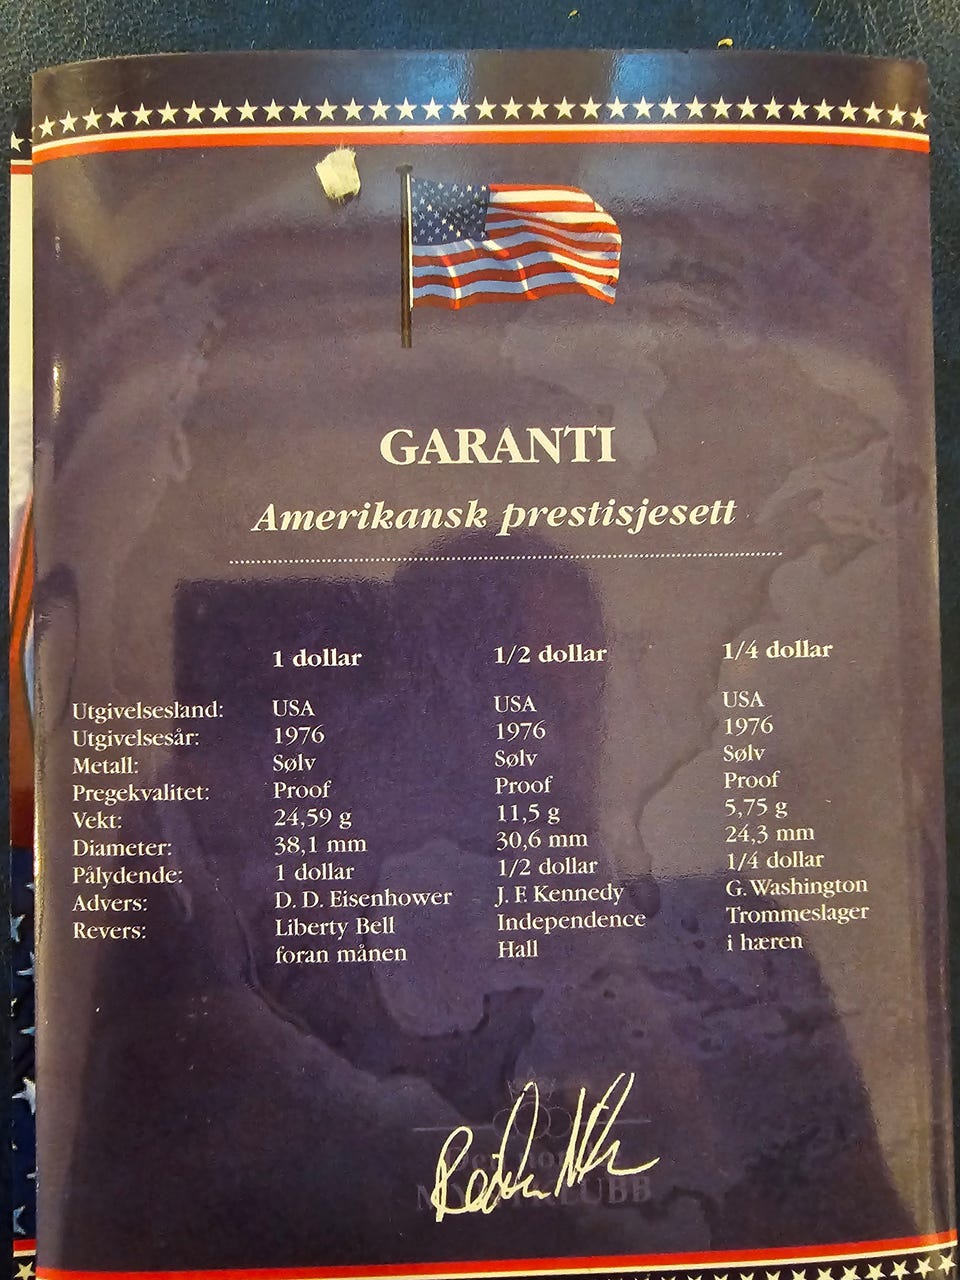 GARANTI
Amerikansk prestisjesett
1 dollar 1/2 dollar 1/4 dollar
Utgivelsesland: USA USA USA
Utgivelsesår: 1976 1976 1976
Metall: Sølv Sølv Sølv
Pregekvalitet: Proof Proof Proof
Vekt: 24,59 g 11,5 g 5,75 g
Diameter: 38,1 mm 30,6 mm 24,3 mm
Pålydende: 1 dollar 1/2 dollar 1/4 dollar
Advers: D. D. Eisenhower J. F. Kennedy G. Washington
Revers: Liberty Bell Independence Trommeslager
foran månen Hall i hæren